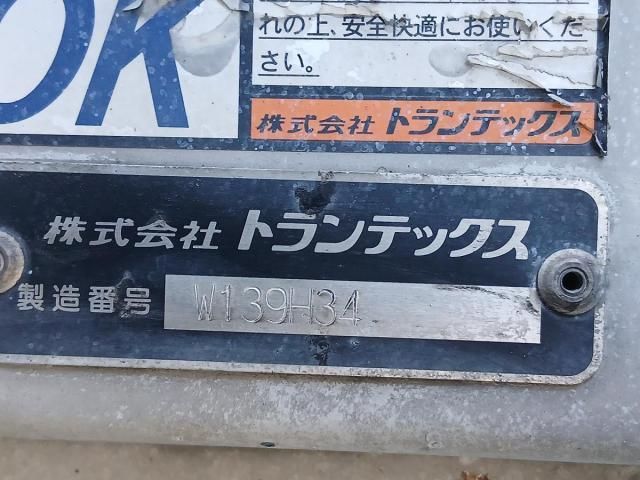 OK
れの上、安全快適にお使いくだ
さい。
株式会社 トランテックス
株式会社 トランテックス
製造番号 W139H34